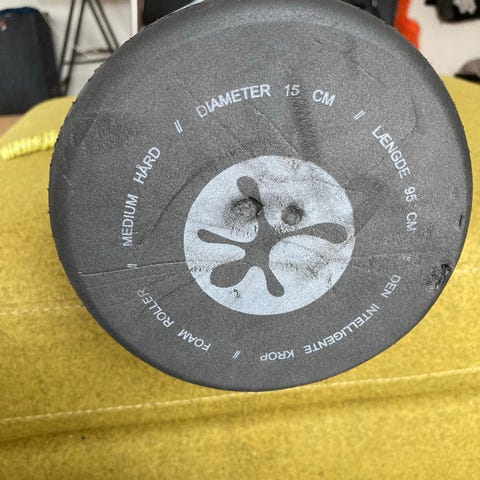 FOAM ROLLER // MEDIUM HÅRD // DIAMETER 15 CM // LÆNGDE 95 CM
DEN INTELLIGENTE KROP //